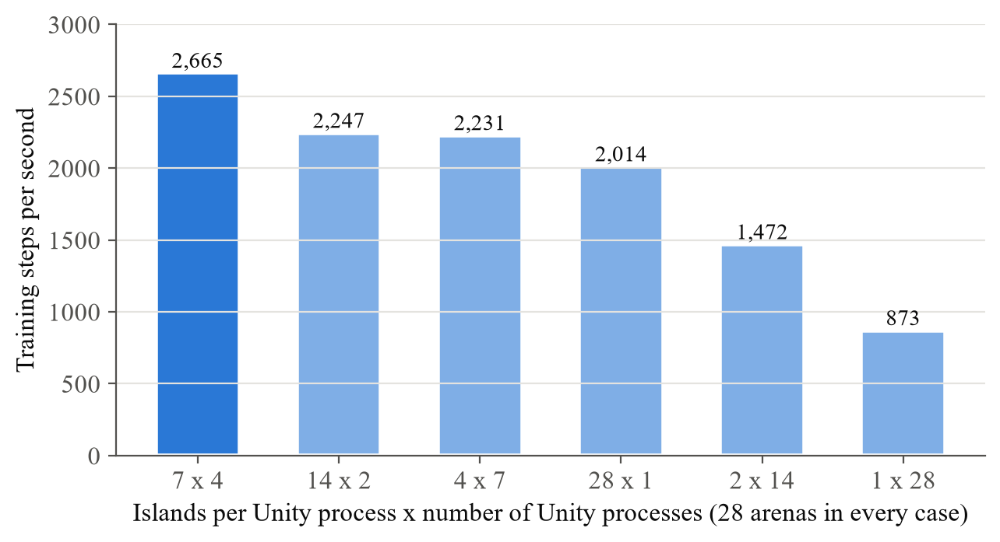 3000
2500
2000
1500
1000
500
0
Training steps per second
2,665
2,247
2,231
2,014
1,472
873
7 x 4
14 x 2
4 x 7
28 x 1
2 x 14
1 x 28
Islands per Unity process x number of Unity processes (28 arenas in every case)